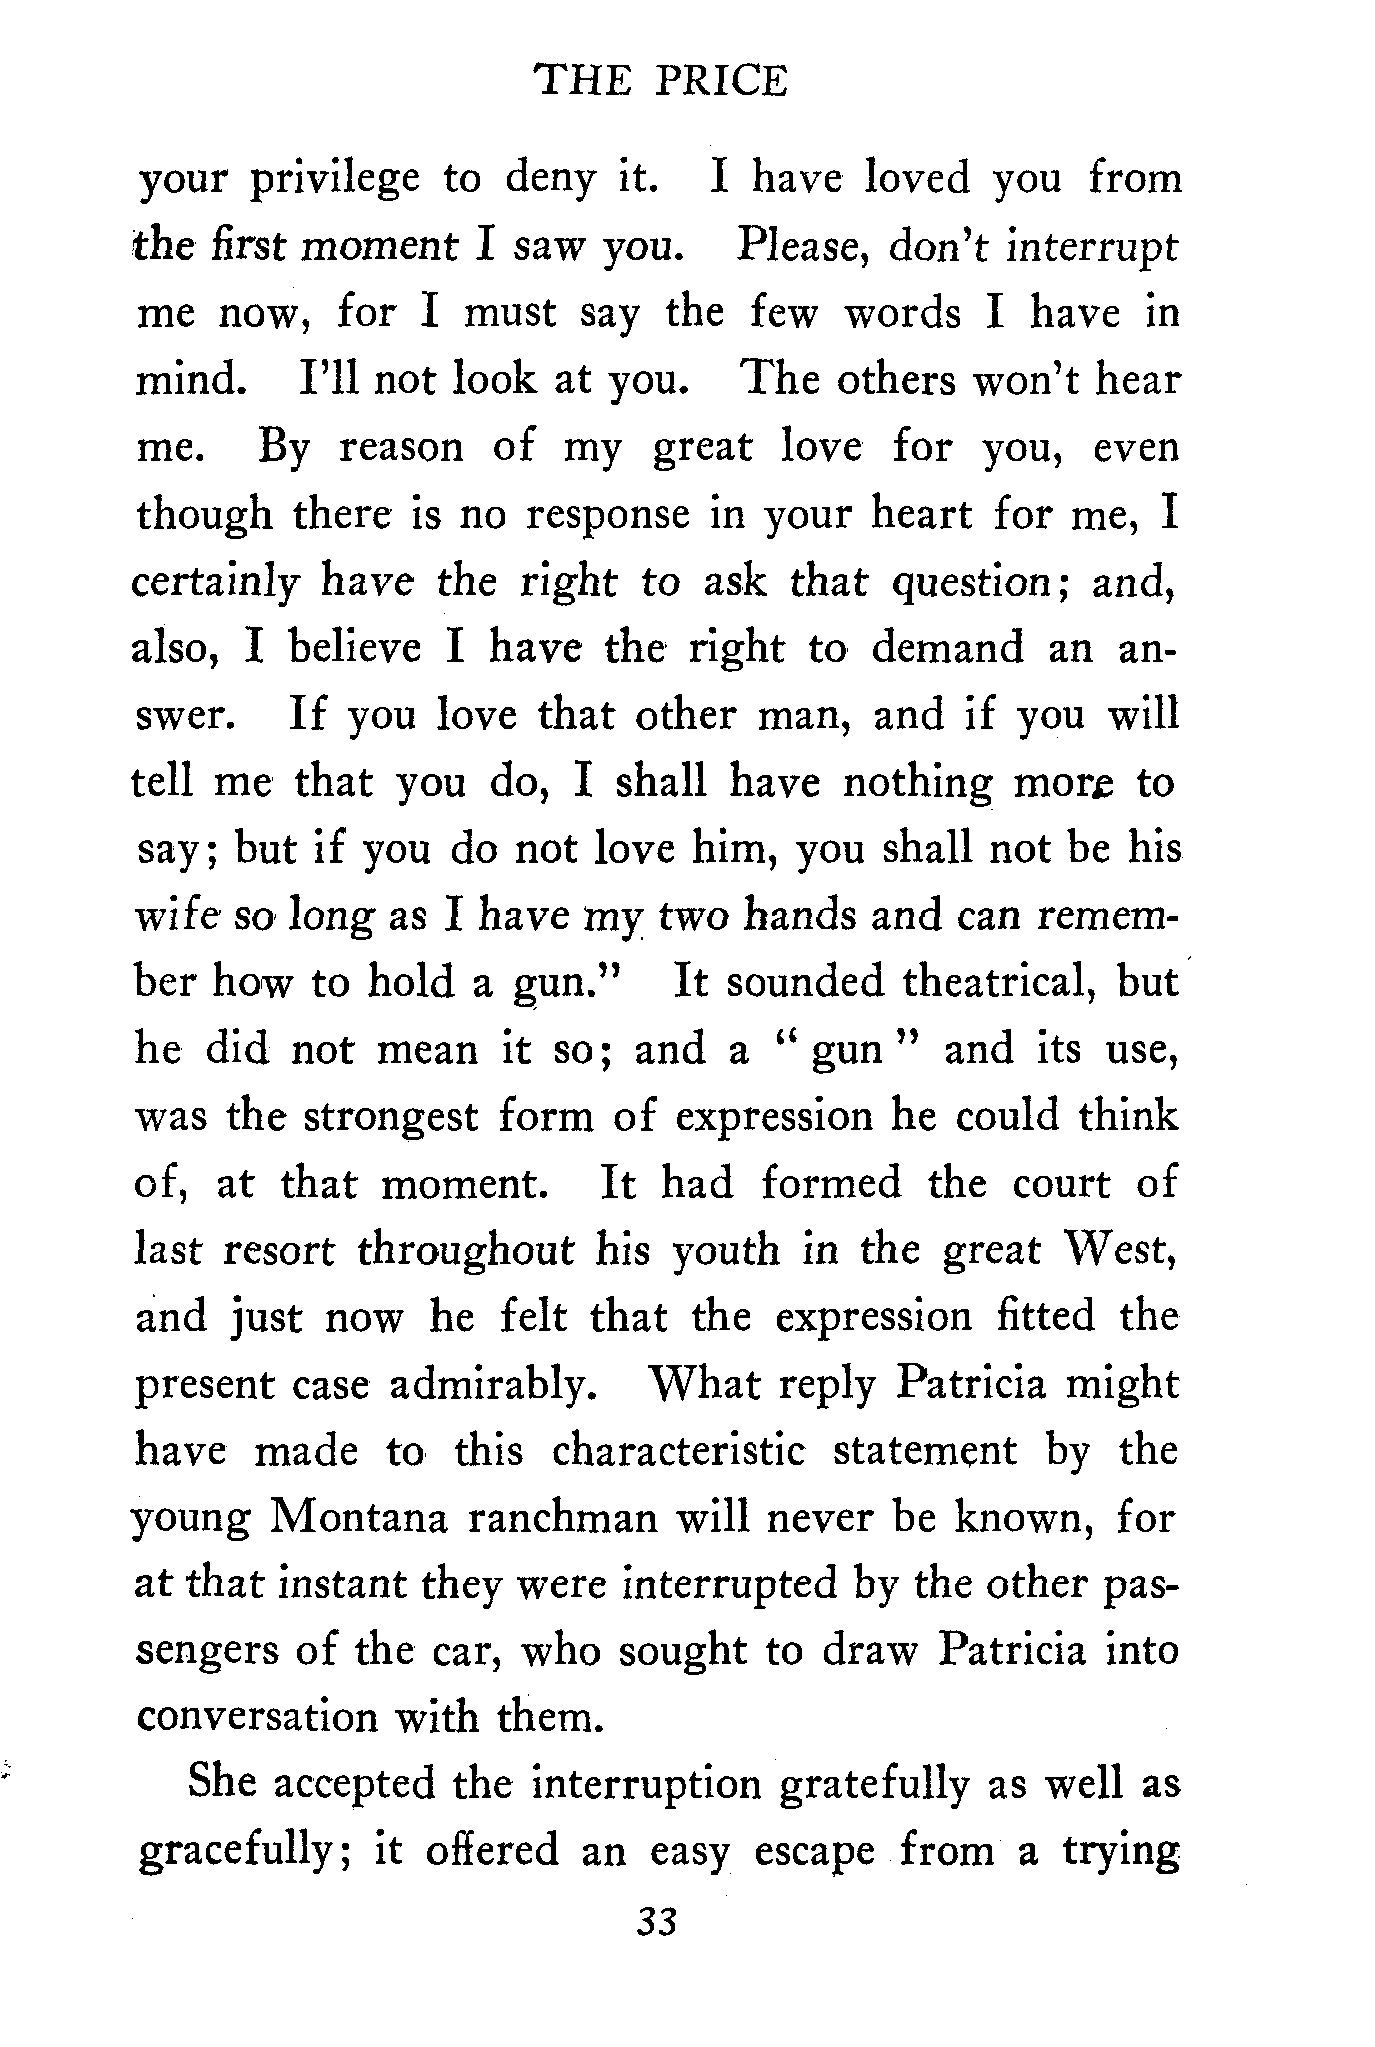 THE PRICE
your privilege to deny it. I have loved you from
the first moment I saw you. Please, don't interrupt
me now, for I must say the few words I have in
mind. I'll not look at you. The others won't hear
me. By reason of my great love for you, even
though there is no response in your heart for me, I
certainly have the right to ask that question; and,
also, I believe I have the right to demand an an-
swer. If you love that other man, and if you will
tell me that you do, I shall have nothing more to
say; but if you do not love him, you shall not be his
wife so long as I have my two hands and can remem-
ber how to hold a gun." It sounded theatrical, but
he did not mean it so; and a " gun " and its use,
was the strongest form of expression he could think
of, at that moment. It had formed the court of
last resort throughout his youth in the great West,
and just now he felt that the expression fitted the
present case admirably. What reply Patricia might
have made to this characteristic statement by the
young Montana ranchman will never be known, for
at that instant they were interrupted by the other pas-
sengers of the car, who sought to draw Patricia into
conversation with them.
She accepted the interruption gratefully as well as
gracefully; it offered an easy escape from a trying
33